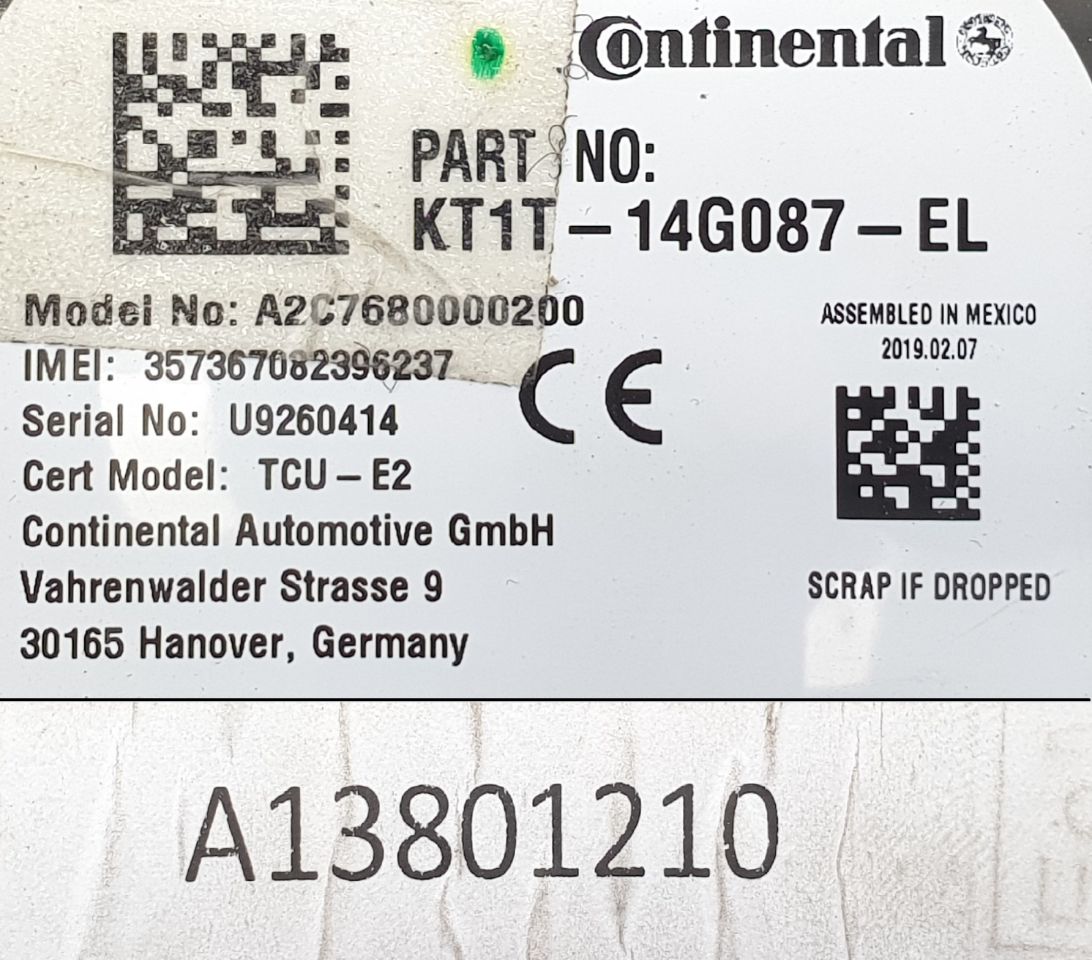 Continental
PART NO:
KT1T-14G087-EL
Model No: A2C7680000200
IMEI: 357367082396237
Serial No: U9260414
Cert Model: TCU-E2
Continental Automotive GmbH
Vahrenwalder Strasse 9
30165 Hanover, Germany
CE
ASSEMBLED IN MEXICO
2019.02.07
SCRAP IF DROPPED
A13801210